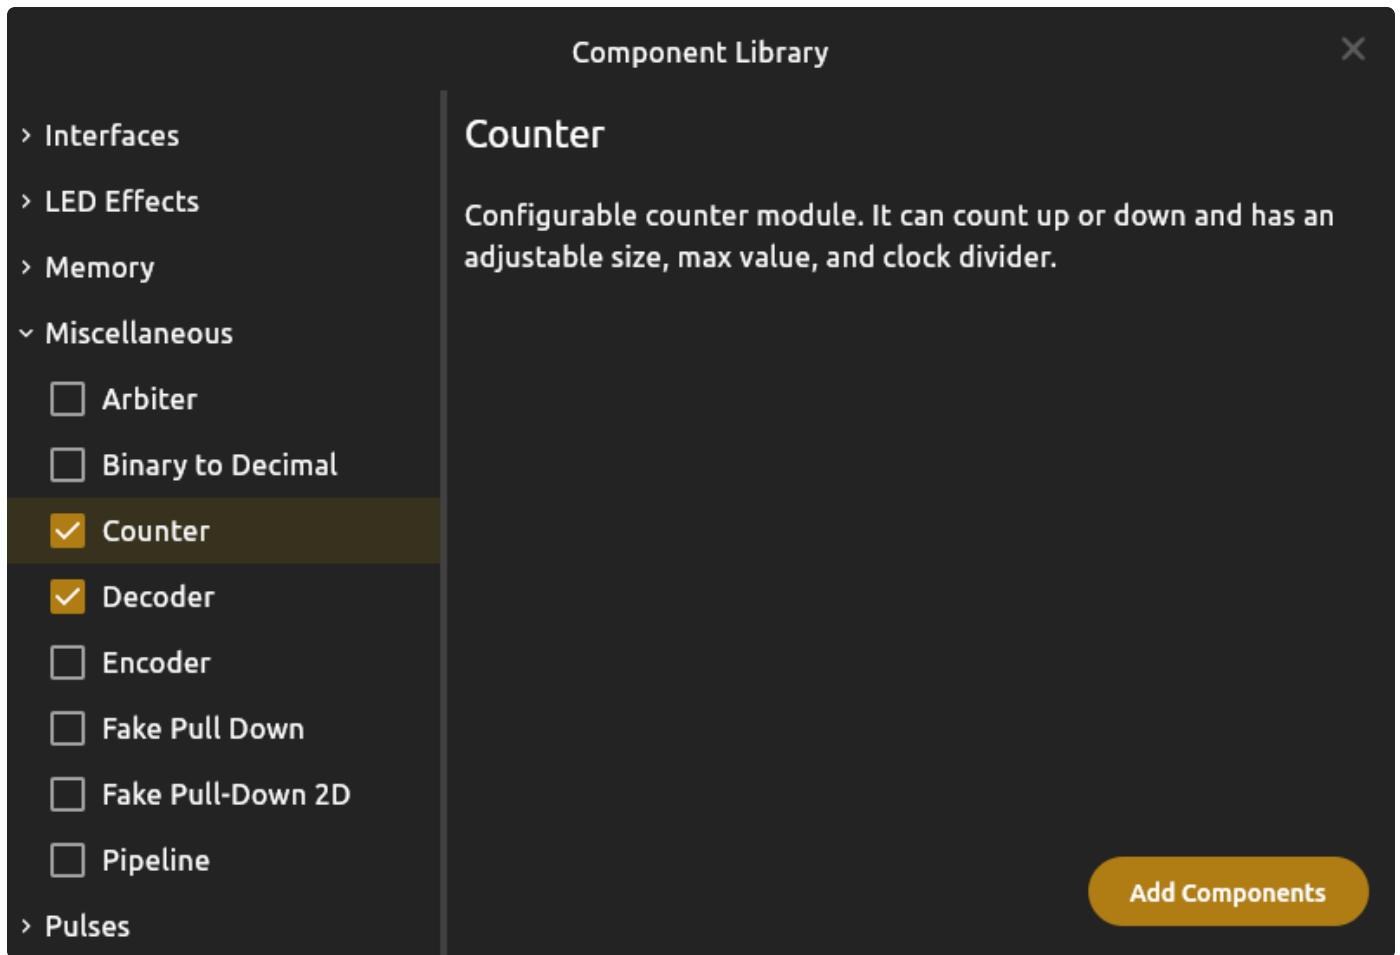 Component Library
Interfaces
LED Effects
Memory
Miscellaneous
Arbiter
Binary to Decimal
Counter
Decoder
Encoder
Fake Pull Down
Fake Pull-Down 2D
Pipeline
Pulses
Counter
Configurable counter module. It can count up or down and has an
adjustable size, max value, and clock divider.
Add Components